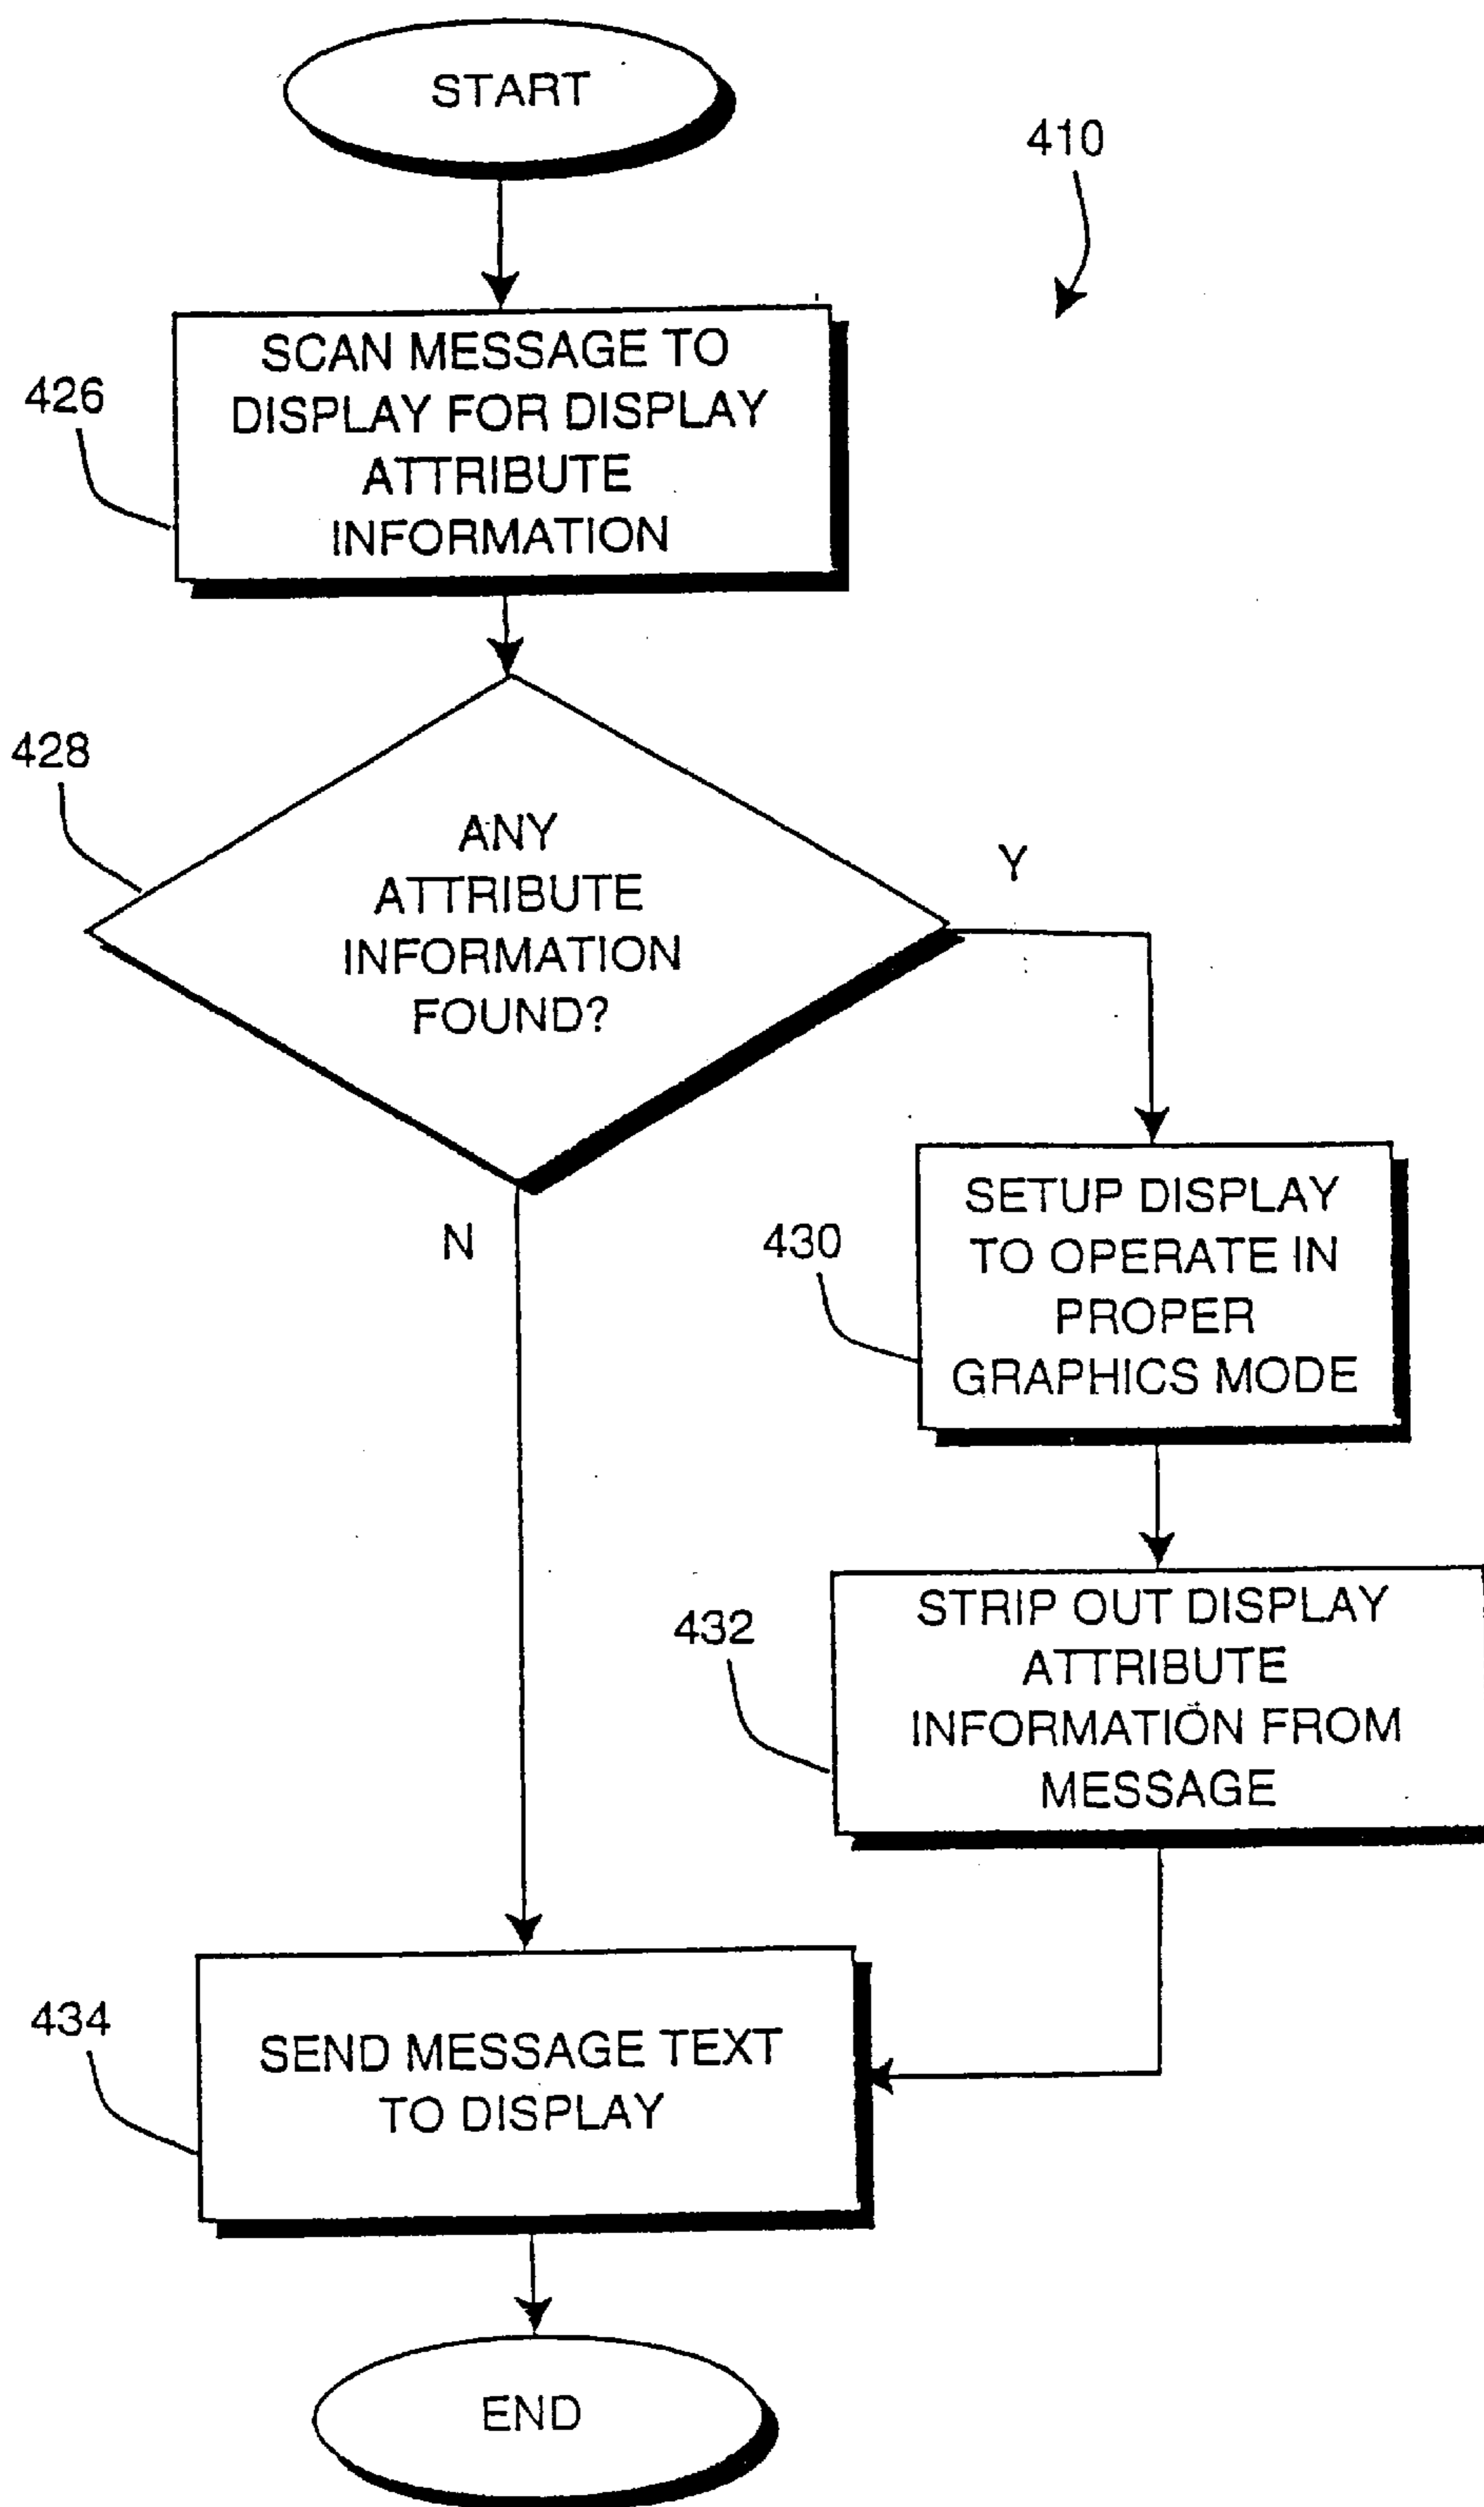 START
410
426
SCAN MESSAGE TO
DISPLAY FOR DISPLAY
ATTRIBUTE
INFORMATION
428
ANY
ATTRIBUTE
INFORMATION
FOUND?
Y
N
430
SETUP DISPLAY
TO OPERATE IN
PROPER
GRAPHICS MODE
432
STRIP OUT DISPLAY
ATTRIBUTE
INFORMATION FROM
MESSAGE
434
SEND MESSAGE TEXT
TO DISPLAY
END